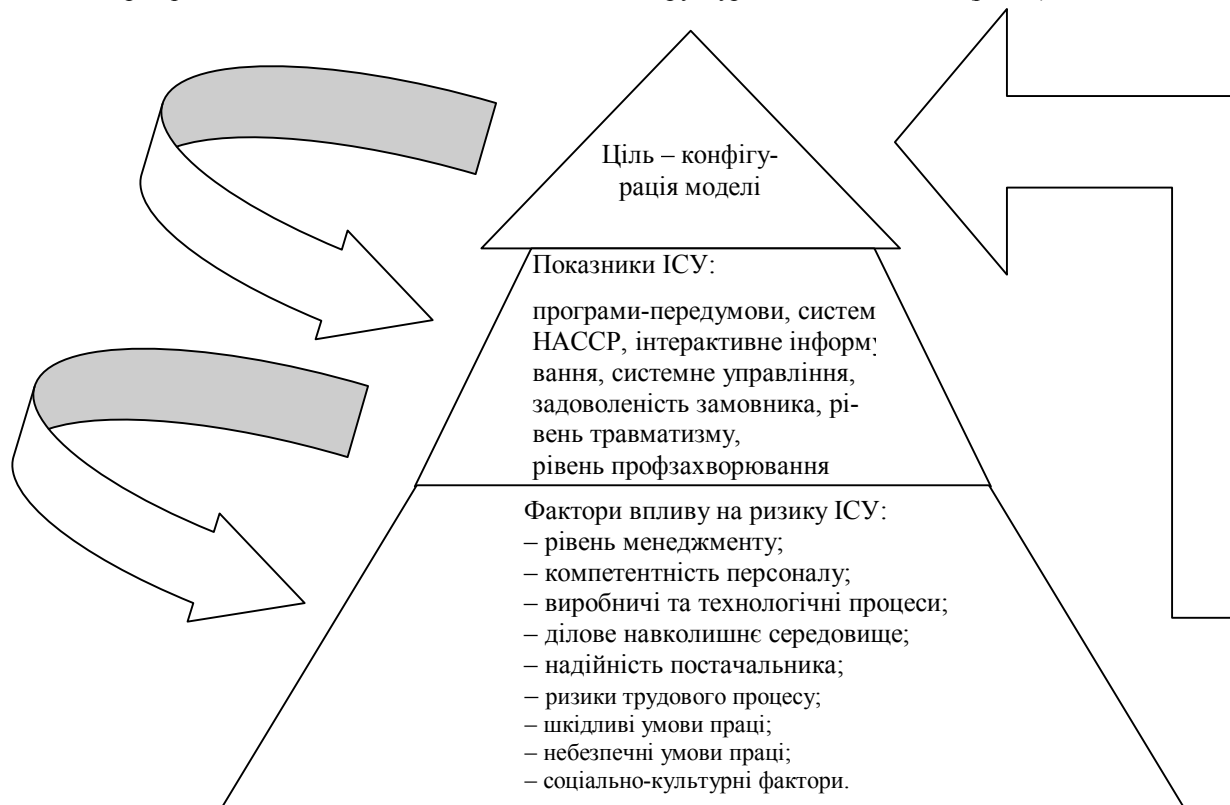 Ціль – конфігу-
рація моделі
Показники ІСУ:
програми-передумови, систем
НАССР, інтерактивне інформу
вання, системне управління,
задоволеність замовника, рі-
вень травматизму,
рівень профзахворювання
Фактори впливу на ризику ІСУ:
– рівень менеджменту;
– компетентність персоналу;
– виробничі та технологічні процеси;
– ділове навколишнє середовище;
– надійність постачальника;
– ризики трудового процесу;
– шкідливі умови праці;
– небезпечні умови праці;
– соціально-культурні фактори.